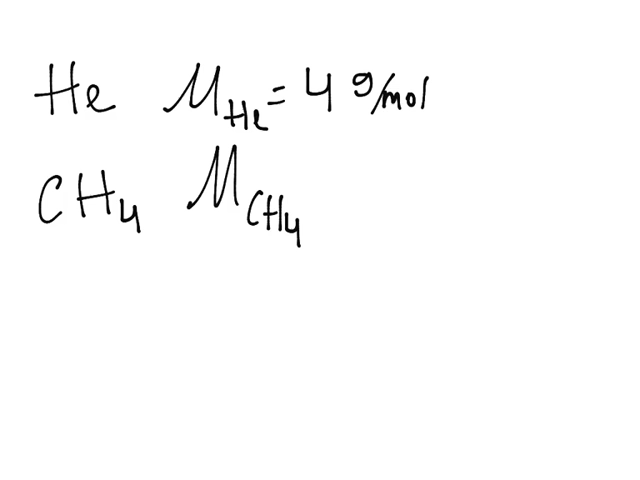 He M_He = 4 g/mol
CH₄ M_CH₄